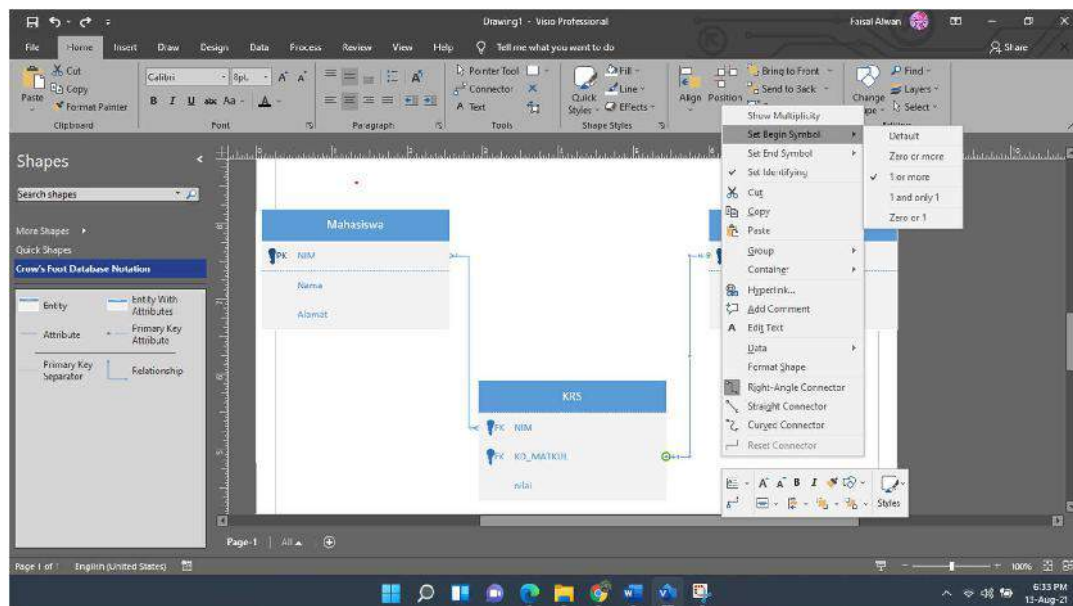 Drawing1 - Visio Professional
Faisal Alwan
File Home Insert Draw Design Data Process Review View Help Tell me what you want to do Share
Paste
Cut
Copy
Format Painter
Clipboard
Calibri 8pt. A A
B I U abc Aa A
Font
Paragraph
Pointer Tool
Connector
A Text
Tools
Quick Styles
Fill
Line
Effects
Shape Styles
Align Position
Bring to Front
Send to Back
Change
Find
Layers
Select
Shapes
Search shapes
More Shapes
Quick Shapes
Crow's Foot Database Notation
Entity
Entity With Attributes
Attribute
Primary Key Attribute
Primary Key Separator
Relationship
Mahasiswa
PK NIM
Nama
Alamat
KRS
FK NIM
FK KD_MATKUL
nilai
Show Multiplicity
Set Begin Symbol
Set End Symbol
Set Identifying
Cut
Copy
Paste
Group
Container
Hyperlink...
Add Comment
A Edit Text
Data
Format Shape
Right-Angle Connector
Straight Connector
Curved Connector
Reset Connector
Default
Zero or more
1 or more
1 and only 1
Zero or 1
A A B I
Styles
Page-1 All
Page 1 of 1 English (United States) 100%
6:33 PM
13-Aug-21